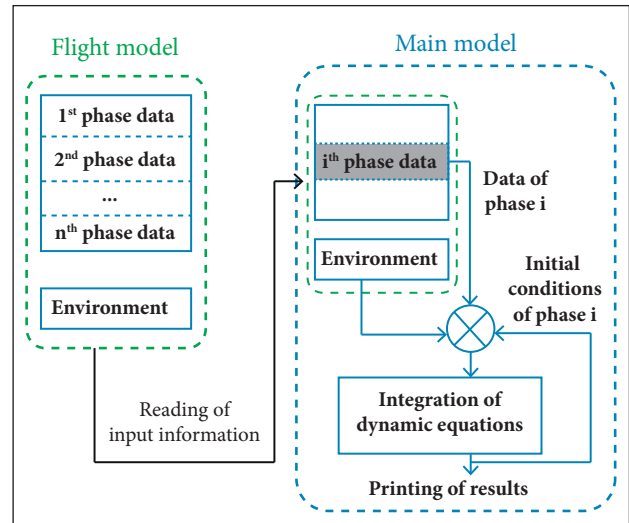 Flight model
1st phase data
2nd phase data
...
nth phase data
Environment
Reading of
input information
Main model
ith phase data
Data of
phase i
Environment
Initial
conditions
of phase i
Integration of
dynamic equations
Printing of results